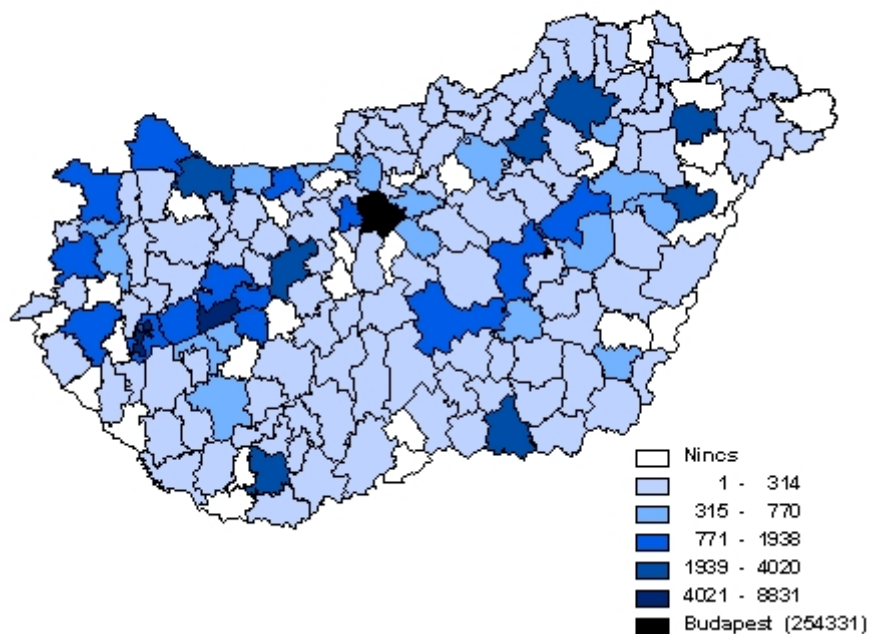 Nincs
1 - 314
315 - 770
771 - 1938
1939 - 4020
4021 - 8831
Budapest (254331)